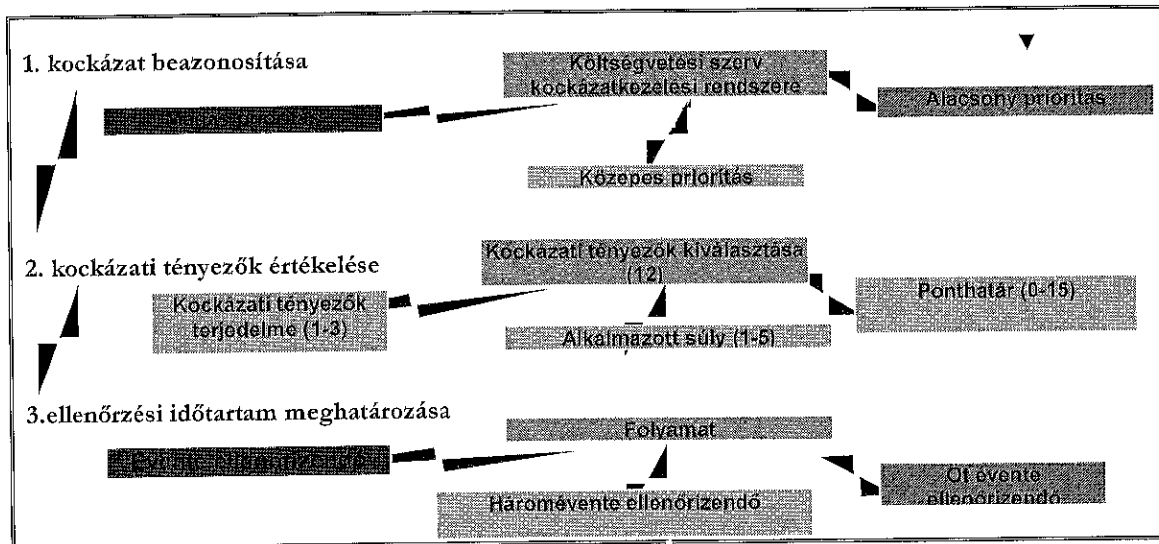 1. kockázat beazonosítása
Költségvetési szerv
kockázatkezelési rendszere
Alacsony prioritás
Közepes prioritás
2. kockázati tényezők értékelése
Kockázati tényezők kiválasztása
(12)
Kockázati tényezők
terjedelme (1-3)
Ponthatár (0-15)
Alkalmazott súly (1-5)
3.ellenőrzési időtartam meghatározása
Folyamat
Évente ellenőrizendő
Öt évente
ellenőrizendő
Háromévente ellenőrizendő